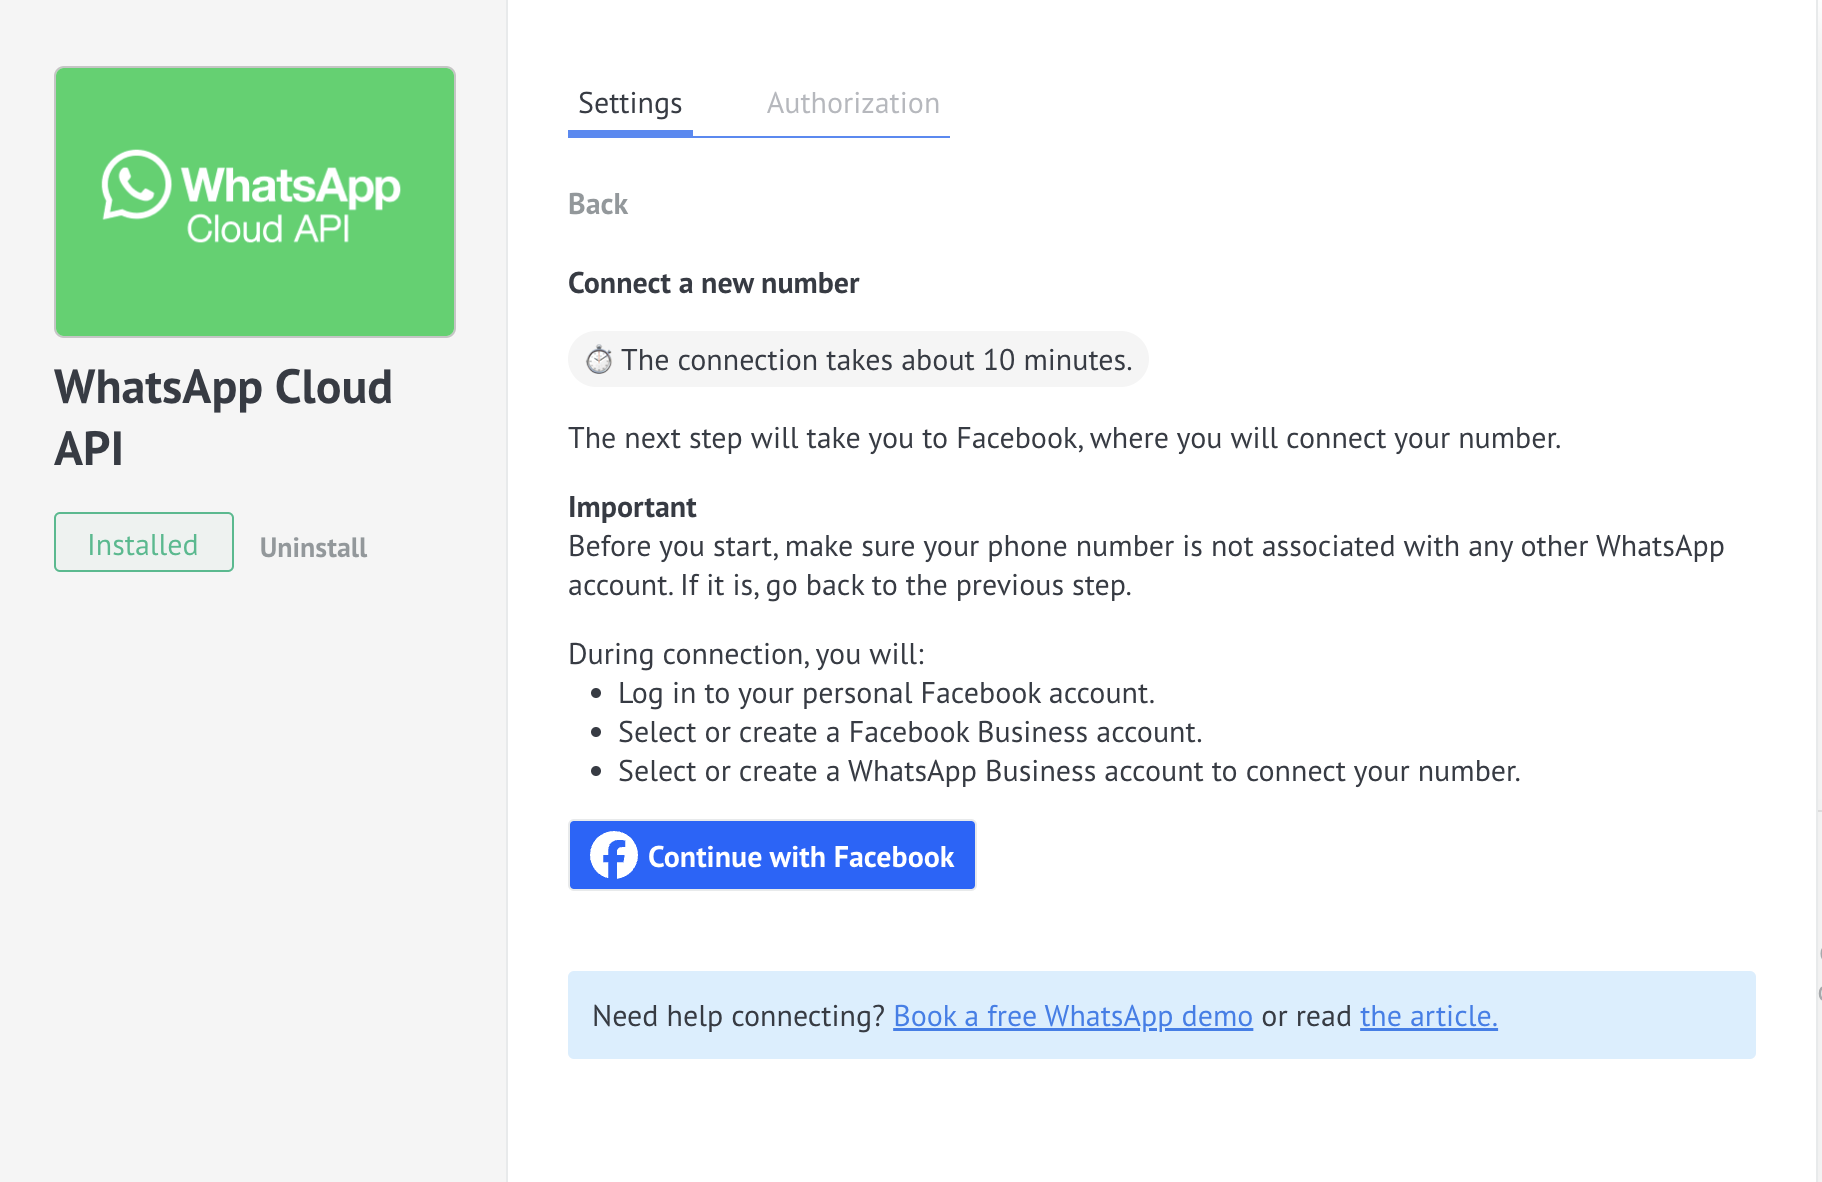 WhatsApp
Cloud API
WhatsApp Cloud
API
Installed
Uninstall
Settings
Authorization
Back
Connect a new number
The connection takes about 10 minutes.
The next step will take you to Facebook, where you will connect your number.
Important
Before you start, make sure your phone number is not associated with any other WhatsApp
account. If it is, go back to the previous step.
During connection, you will:
• Log in to your personal Facebook account.
• Select or create a Facebook Business account.
• Select or create a WhatsApp Business account to connect your number.
Continue with Facebook
Need help connecting? Book a free WhatsApp demo or read the article.